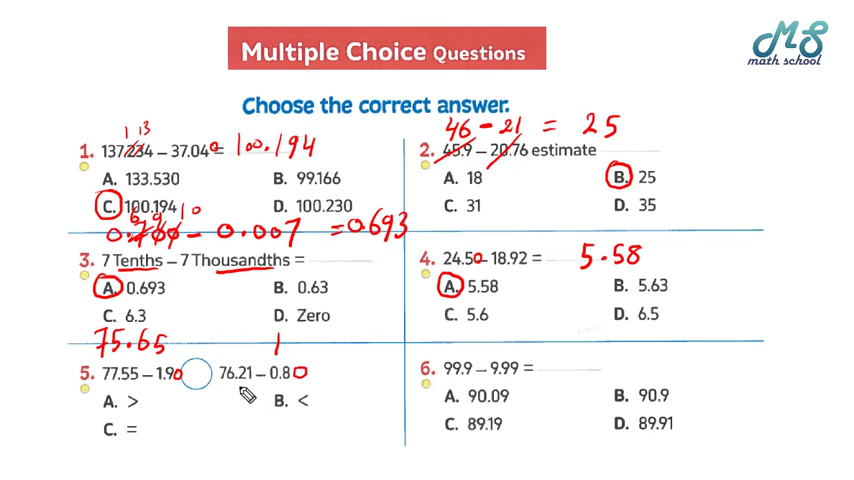 Multiple Choice Questions
MS
math school
Choose the correct answer.
1 13
1. 137.234 – 37.040 = 100.194
A. 133.530 B. 99.166
C. 100.194 D. 100.230
46 - 21 = 25
2. 45.9 – 20.76 estimate
A. 18 B. 25
C. 31 D. 35
6 9 10
0.700 - 0.007 = 0.693
3. 7 Tenths – 7 Thousandths =
A. 0.693 B. 0.63
C. 6.3 D. Zero
4. 24.50 – 18.92 = 5.58
A. 5.58 B. 5.63
C. 5.6 D. 6.5
75.65 1
5. 77.55 – 1.90 76.21 – 0.80
A. > B. <
C. =
6. 99.9 – 9.99 =
A. 90.09 B. 90.9
C. 89.19 D. 89.91